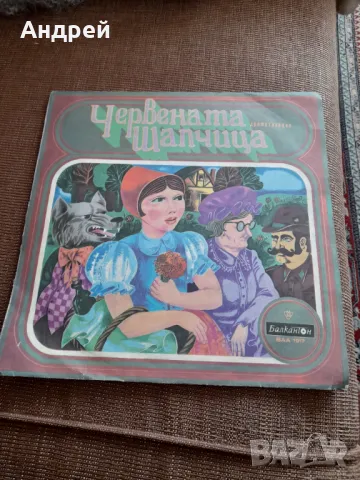 Андрей
Червената
Шапчица
Балкантон
BAZAR